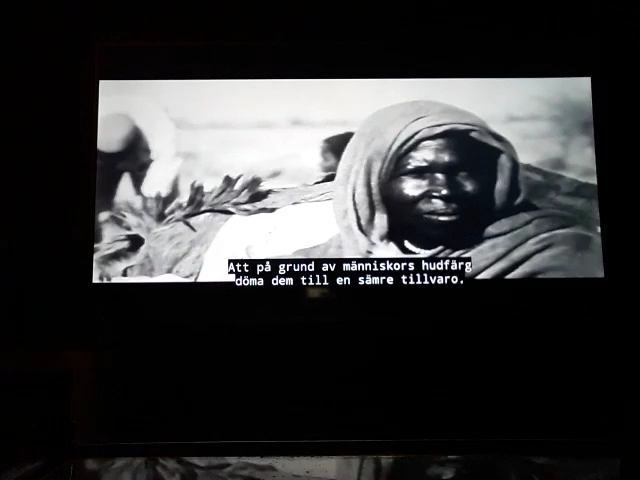 Att på grund av människors hudfärg
döma dem till en sämre tillvaro.